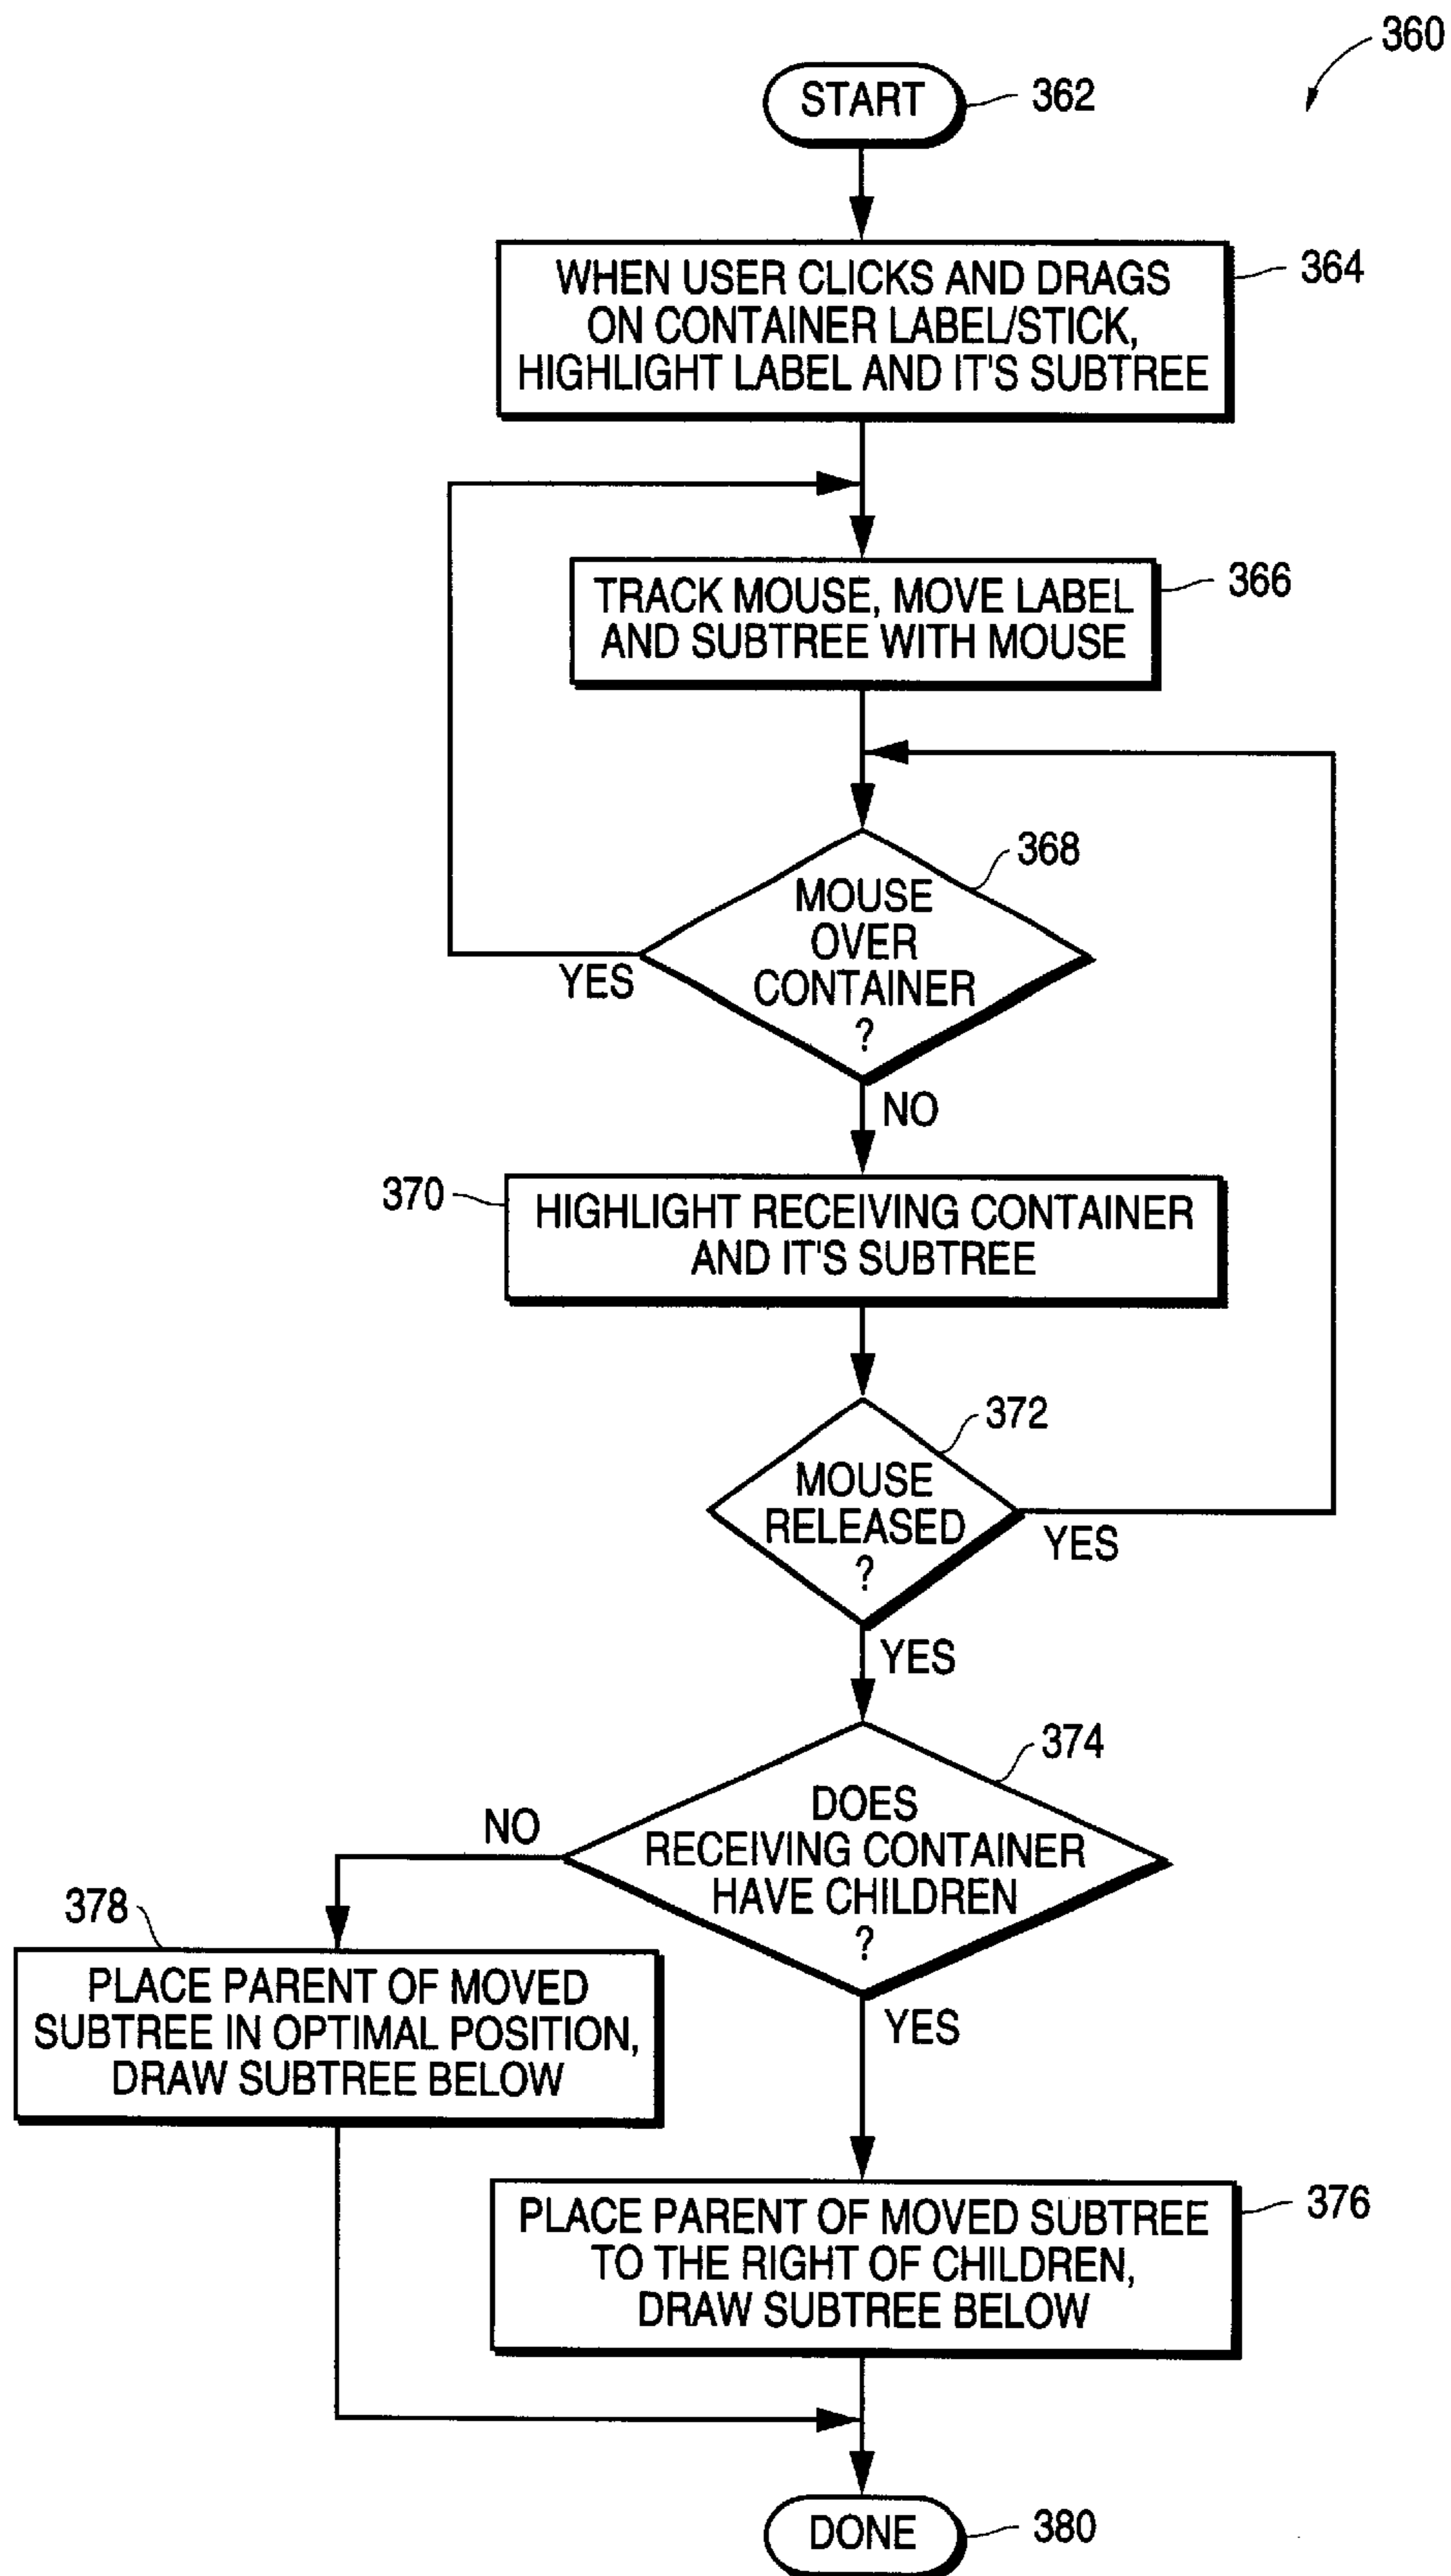 360
START
362
WHEN USER CLICKS AND DRAGS
ON CONTAINER LABEL/STICK,
HIGHLIGHT LABEL AND IT'S SUBTREE
364
TRACK MOUSE, MOVE LABEL
AND SUBTREE WITH MOUSE
366
368
MOUSE
OVER
CONTAINER
?
YES
NO
370
HIGHLIGHT RECEIVING CONTAINER
AND IT'S SUBTREE
372
MOUSE
RELEASED
?
YES
YES
374
DOES
RECEIVING CONTAINER
HAVE CHILDREN
?
NO
YES
378
PLACE PARENT OF MOVED
SUBTREE IN OPTIMAL POSITION,
DRAW SUBTREE BELOW
376
PLACE PARENT OF MOVED SUBTREE
TO THE RIGHT OF CHILDREN,
DRAW SUBTREE BELOW
DONE
380